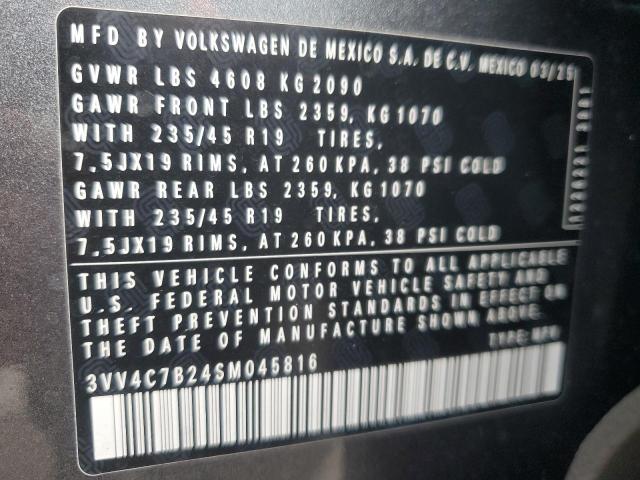 MFD BY VOLKSWAGEN DE MEXICO S.A. DE C.V. MEXICO 03/25
GVWR LBS 4608 KG 2090
GAWR FRONT LBS 2359, KG 1070
WITH 235/45 R19 TIRES,
7,5JX19 RIMS, AT 260 KPA, 38 PSI COLD
GAWR REAR LBS 2359, KG 1070
WITH 235/45 R19 TIRES,
7,5JX19 RIMS, AT 260 KPA, 38 PSI COLD
THIS VEHICLE CONFORMS TO ALL APPLICABLE
U.S. FEDERAL MOTOR VEHICLE SAFETY AND
THEFT PREVENTION STANDARDS IN EFFECT ON
THE DATE OF MANUFACTURE SHOWN ABOVE.
TYPE: MPV
3VV4C7B24SM045816